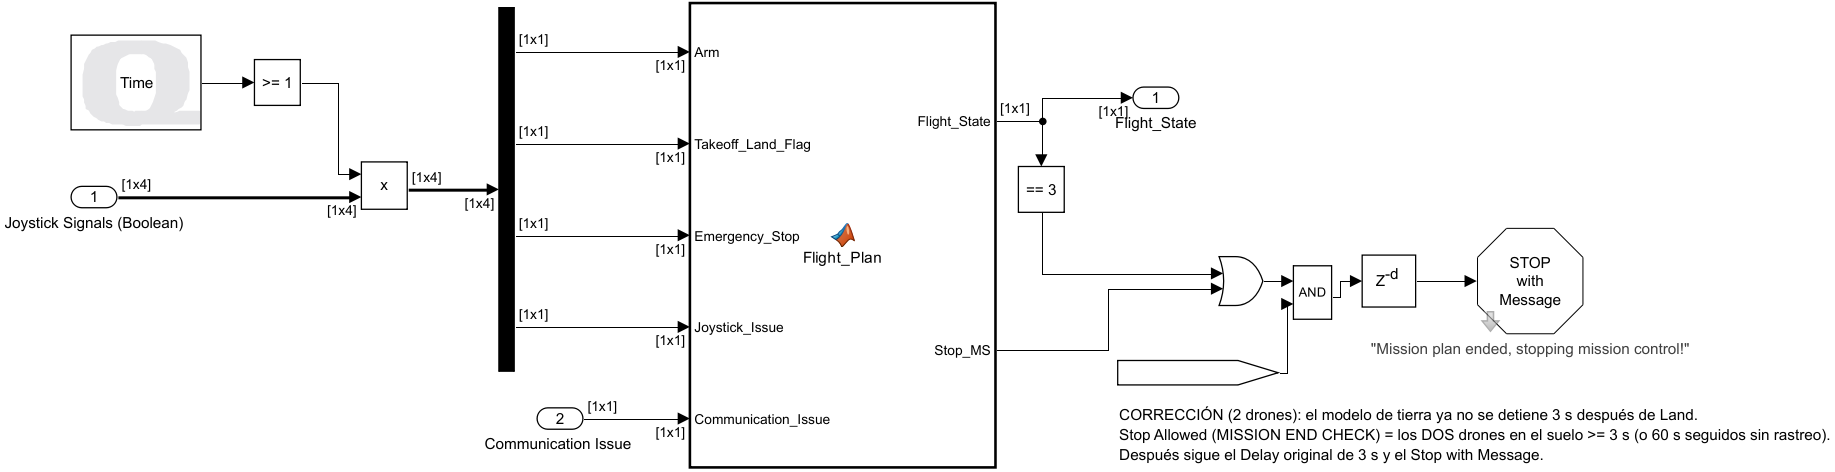 Time
>= 1
1
Joystick Signals (Boolean)
[1x4]
[1x4]
x
[1x4]
[1x4]
[1x1]
[1x1]
Arm
[1x1]
[1x1]
Takeoff_Land_Flag
[1x1]
[1x1]
Emergency_Stop
[1x1]
[1x1]
Joystick_Issue
2
Communication Issue
[1x1]
[1x1]
Communication_Issue
Flight_Plan
Flight_State
[1x1]
[1x1]
1
Flight_State
== 3
Stop_MS
AND
Z-d
STOP
with
Message
"Mission plan ended, stopping mission control!"
CORRECCIÓN (2 drones): el modelo de tierra ya no se detiene 3 s después de Land.
Stop Allowed (MISSION END CHECK) = los DOS drones en el suelo >= 3 s (o 60 s seguidos sin rastreo).
Después sigue el Delay original de 3 s y el Stop with Message.